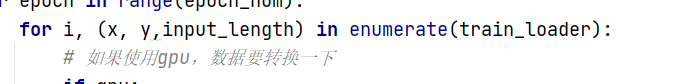 r epoch in range(epoch_num):
for i, (x, y,input_length) in enumerate(train_loader):
# 如果使用gpu，数据要转换一下
if gpu: